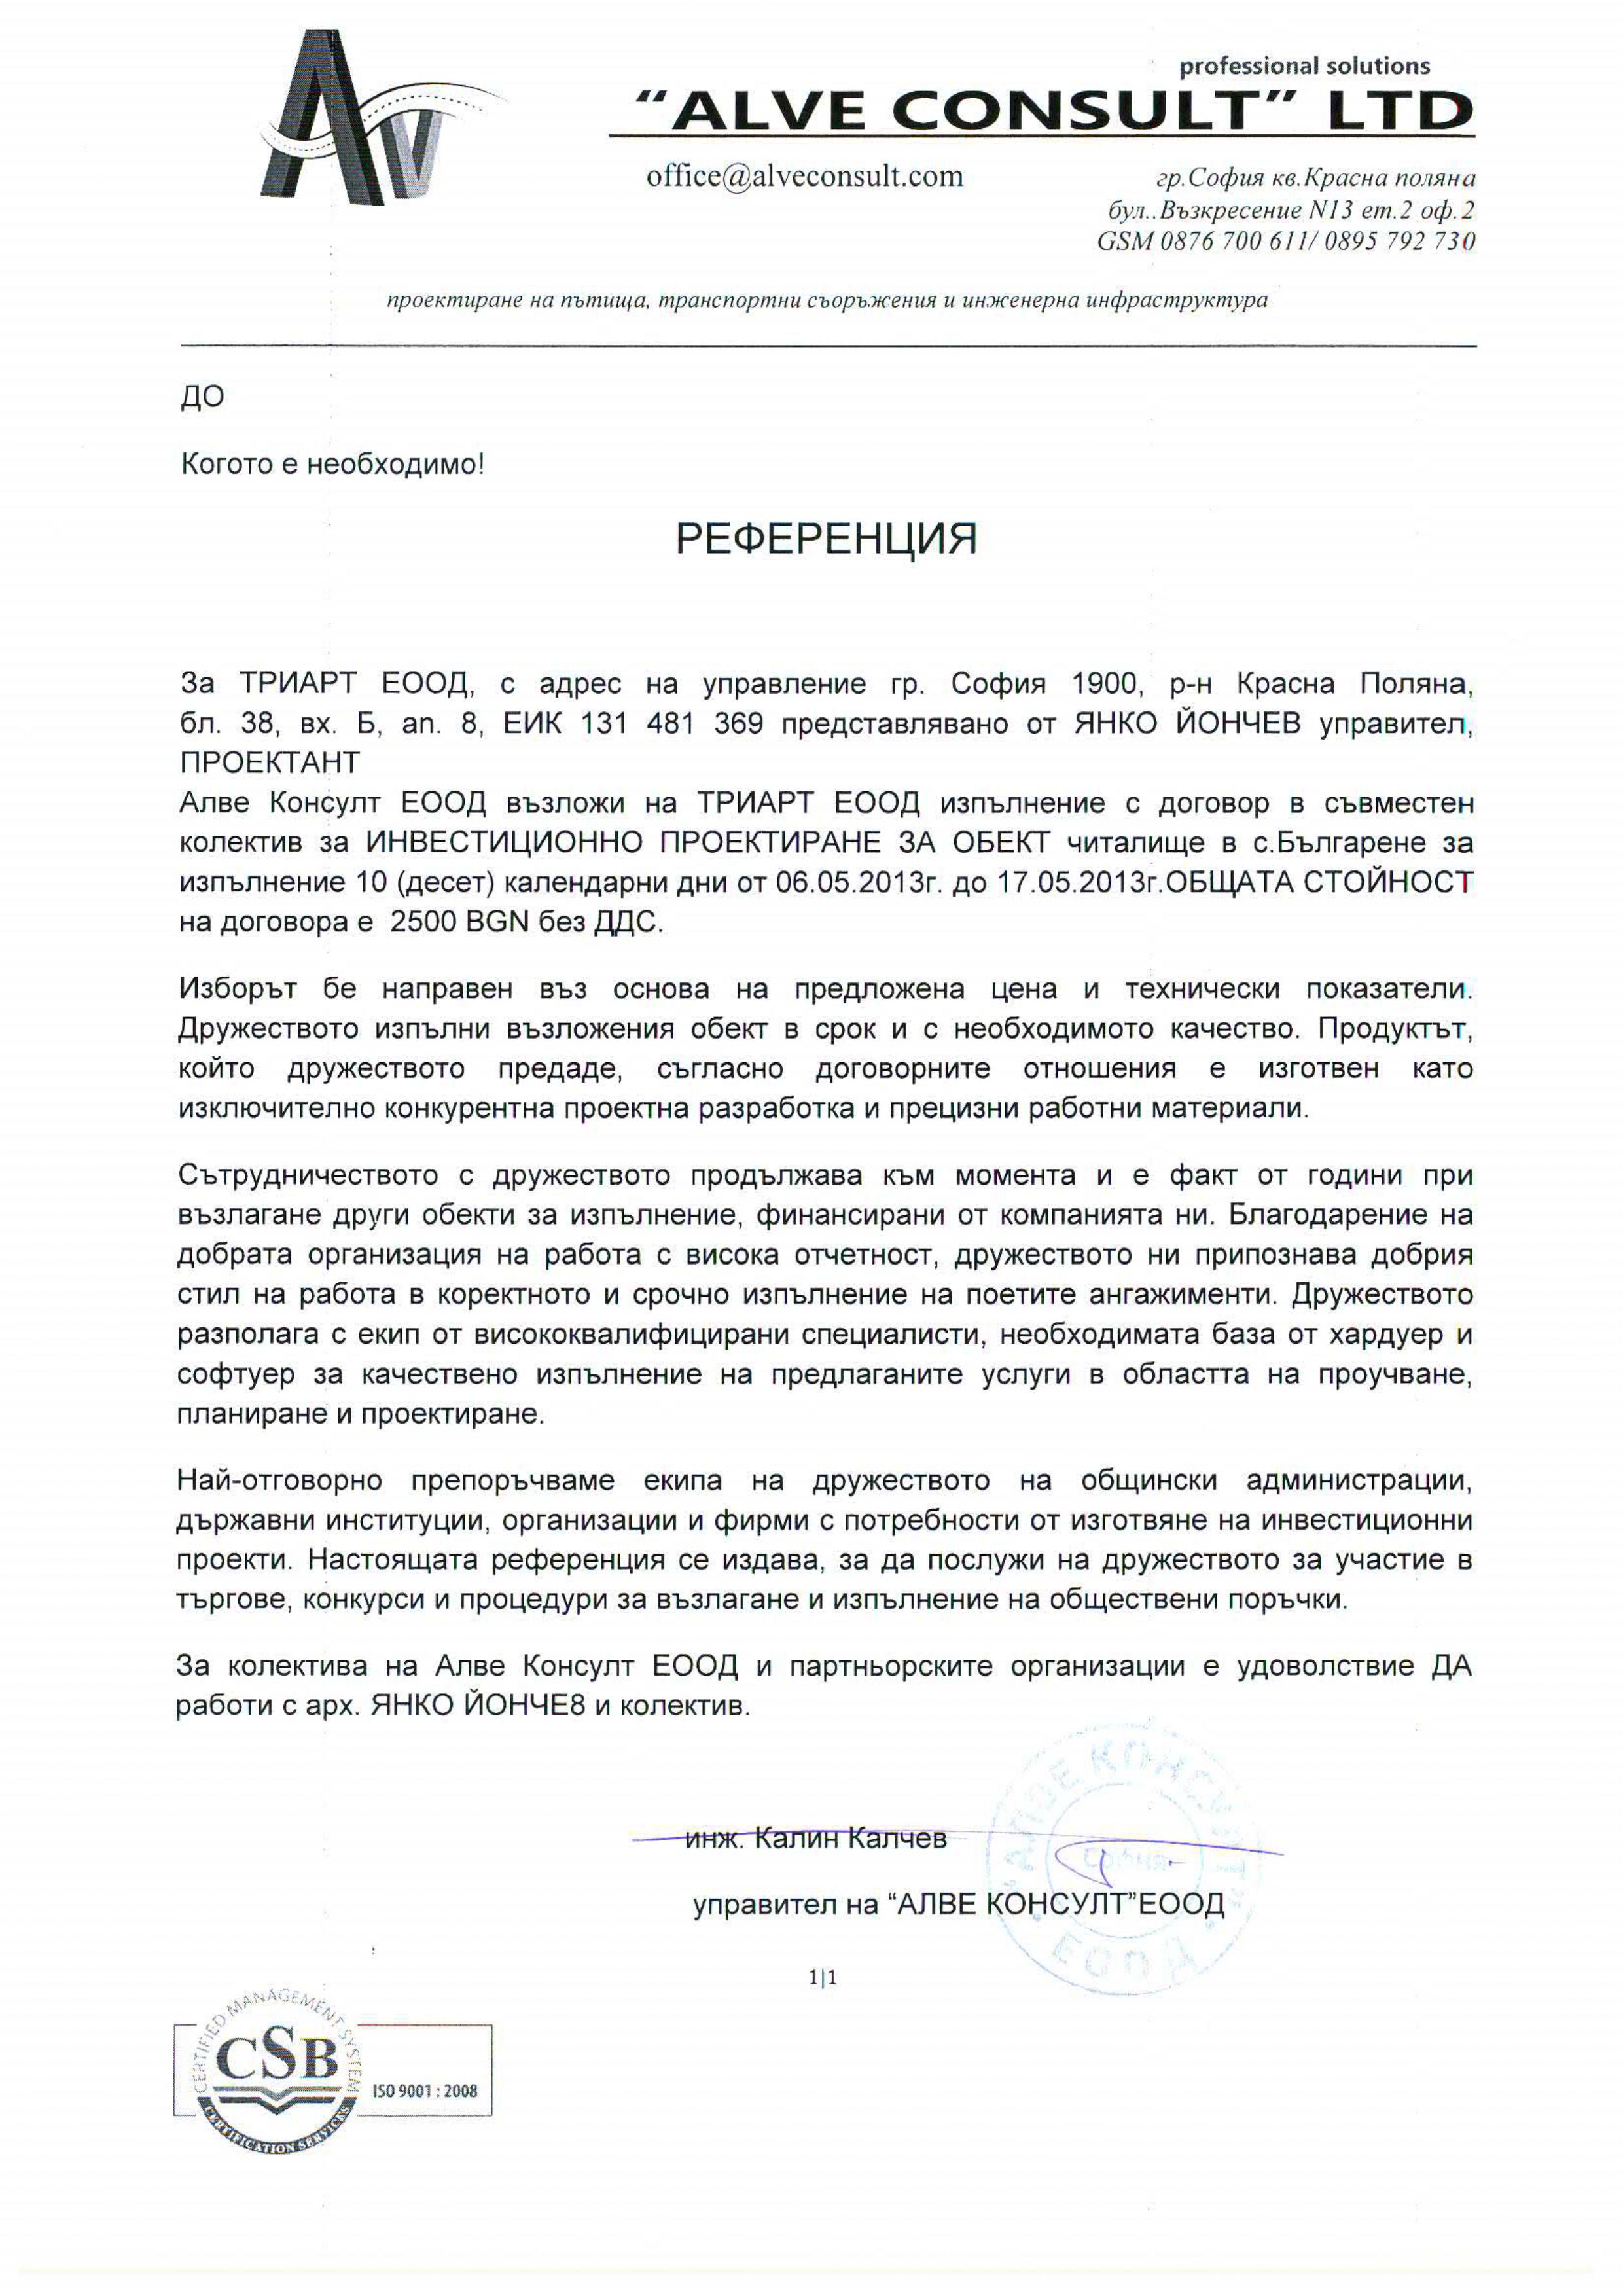 professional solutions
“ALVE CONSULT” LTD
office@alveconsult.com
гр.София кв.Красна поляна
бул..Възкресение N13 ет.2 оф.2
GSM 0876 700 611/ 0895 792 730
проектиране на пътища, транспортни съоръжения и инженерна инфраструктура
ДО
Когото е необходимо!
РЕФЕРЕНЦИЯ
За ТРИАРТ ЕООД, с адрес на управление гр. София 1900, р-н Красна Поляна,
бл. 38, вх. Б, ап. 8, ЕИК 131 481 369 представлявано от ЯНКО ЙОНЧЕВ управител,
ПРОЕКТАНТ
Алве Консулт ЕООД възложи на ТРИАРТ ЕООД изпълнение с договор в съвместен
колектив за ИНВЕСТИЦИОННО ПРОЕКТИРАНЕ ЗА ОБЕКТ читалище в с.Българене за
изпълнение 10 (десет) календарни дни от 06.05.2013г. до 17.05.2013г.ОБЩАТА СТОЙНОСТ
на договора е 2500 BGN без ДДС.
Изборът бе направен въз основа на предложена цена и технически показатели.
Дружеството изпълни възложения обект в срок и с необходимото качество. Продуктът,
който дружеството предаде, съгласно договорните отношения е изготвен като
изключително конкурентна проектна разработка и прецизни работни материали.
Сътрудничеството с дружеството продължава към момента и е факт от години при
възлагане други обекти за изпълнение, финансирани от компанията ни. Благодарение на
добрата организация на работа с висока отчетност, дружеството ни припознава добрия
стил на работа в коректното и срочно изпълнение на поетите ангажименти. Дружеството
разполага с екип от висококвалифицирани специалисти, необходимата база от хардуер и
софтуер за качествено изпълнение на предлаганите услуги в областта на проучване,
планиране и проектиране.
Най-отговорно препоръчваме екипа на дружеството на общински администрации,
държавни институции, организации и фирми с потребности от изготвяне на инвестиционни
проекти. Настоящата референция се издава, за да послужи на дружеството за участие в
търгове, конкурси и процедури за възлагане и изпълнение на обществени поръчки.
За колектива на Алве Консулт ЕООД и партньорските организации е удоволствие ДА
работи с арх. ЯНКО ЙОНЧЕ8 и колектив.
инж. Калин Калчев
управител на “АЛВЕ КОНСУЛТ”ЕООД
"АЛВЕ КОНСУЛТ"
София
ЕООД
1|1
CERTIFIED MANAGEMENT SYSTEM
CSB
ISO 9001 : 2008
CERTIFICATION SERVICES